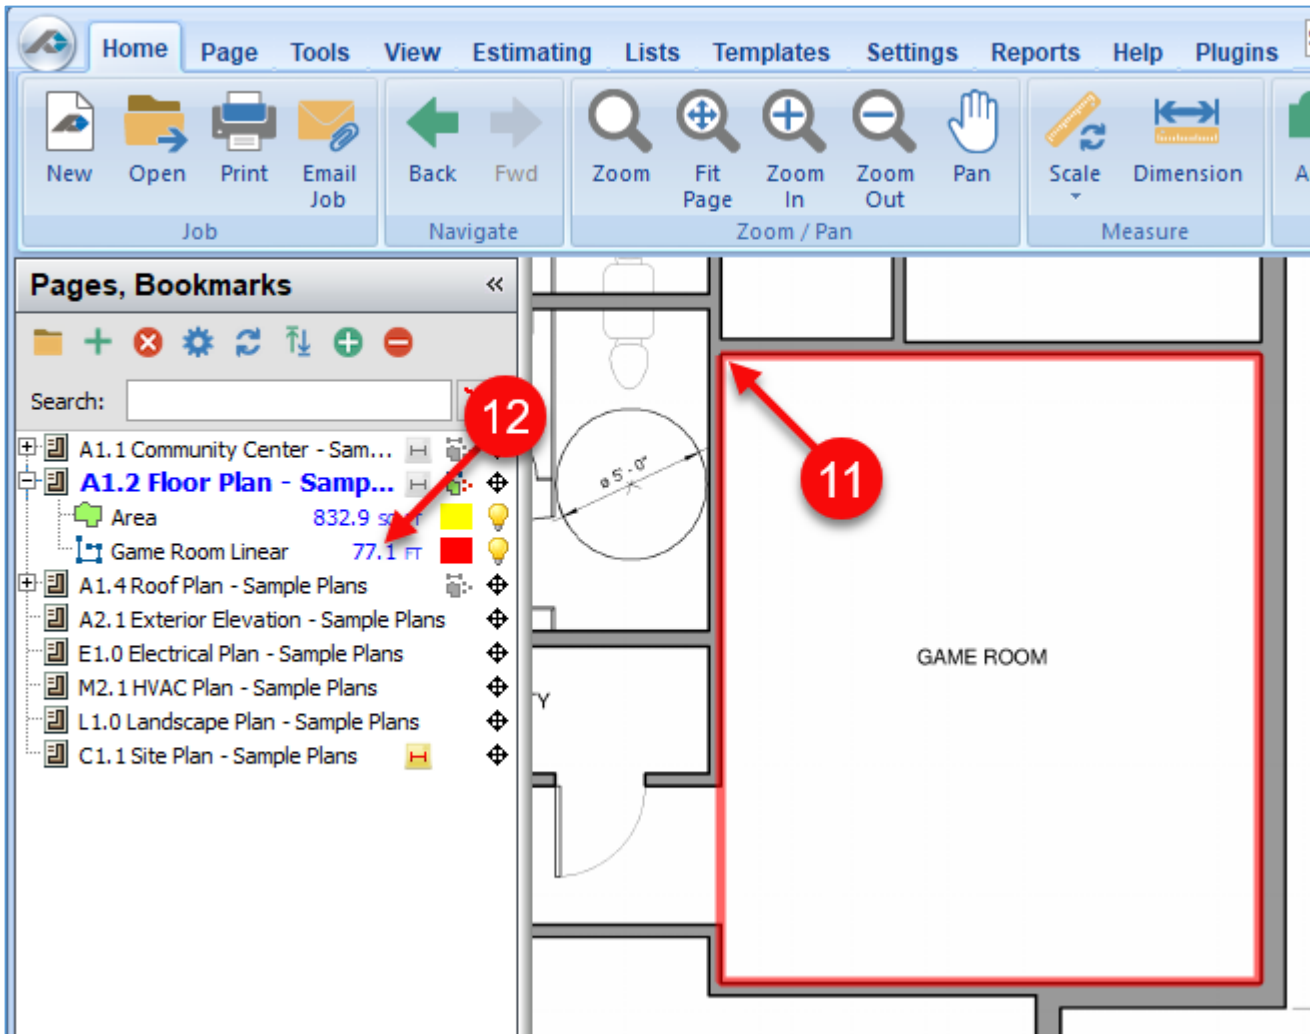 Home Page Tools View Estimating Lists Templates Settings Reports Help Plugins
New Open Print Email Job
Back Fwd
Zoom Fit Page Zoom In Zoom Out Pan
Scale Dimension
Job Navigate Zoom / Pan Measure
Pages, Bookmarks «
Search:
12
11
A1.1 Community Center - Sam...
A1.2 Floor Plan - Samp...
Area 832.9
Game Room Linear 77.1 FT
A1.4 Roof Plan - Sample Plans
A2.1 Exterior Elevation - Sample Plans
E1.0 Electrical Plan - Sample Plans
M2.1 HVAC Plan - Sample Plans
L1.0 Landscape Plan - Sample Plans
C1.1 Site Plan - Sample Plans
ø 5'-0"
GAME ROOM